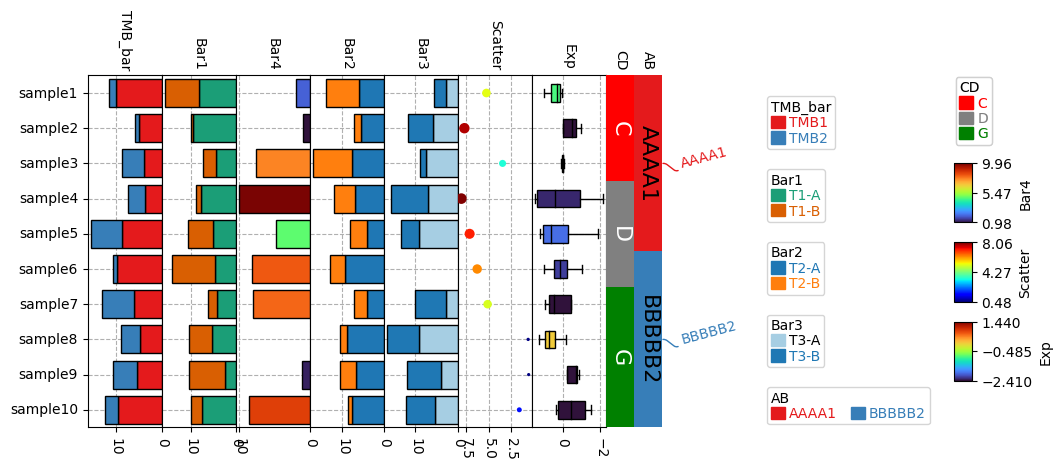 TMB_bar
Bar1
Bar4
Bar2
Bar3
Scatter
Exp
CD
AB
sample1
sample2
sample3
sample4
sample5
sample6
sample7
sample8
sample9
sample10
C
D
G
AAAA1
BBBBB2
AAAA1
BBBBB2
10
0
10
0
0
10
0
10
0
7.5
5.0
2.5
0
−2
TMB_bar
TMB1
TMB2
Bar1
T1-A
T1-B
Bar2
T2-A
T2-B
Bar3
T3-A
T3-B
AB
AAAA1 BBBBB2
CD
C
D
G
9.96
5.47
0.98
Bar4
8.06
4.27
0.48
Scatter
1.440
−0.485
−2.410
Exp